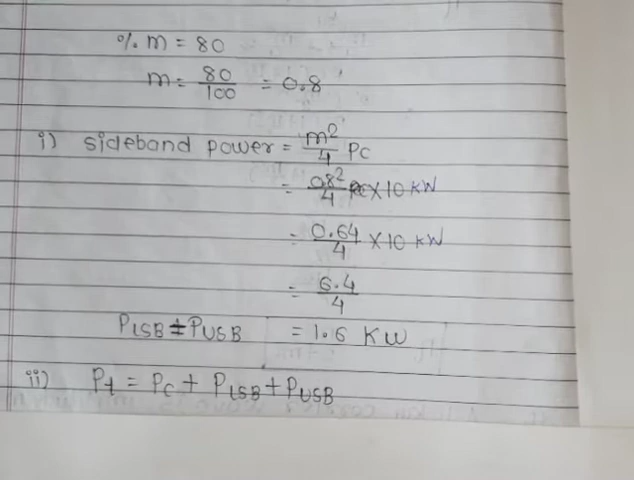 % m = 80
m = 80/100 = 0.8
i) sideband power = m²/4 Pc
= 0.8²/4 × 10 KW
= 0.64/4 × 10 KW
= 6.4/4
PLSB = PUSB = 1.6 KW
ii) Pt = Pc + PLSB + PUSB